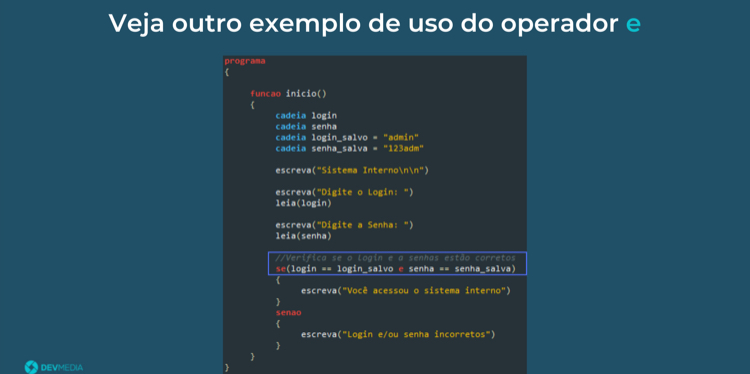 Veja outro exemplo de uso do operador e
programa
{
funcao inicio()
{
cadeia login
cadeia senha
cadeia login_salvo = "admin"
cadeia senha_salva = "123adm"
escreva("Sistema Interno\n\n")
escreva("Digite o Login: ")
leia(login)
escreva("Digite a Senha: ")
leia(senha)
//Verifica se o login e a senhas estão corretos
se(login == login_salvo e senha == senha_salva)
{
escreva("Você acessou o sistema interno")
}
senao
{
escreva("Login e/ou senha incorretos")
}
}
}
DEVMEDIA